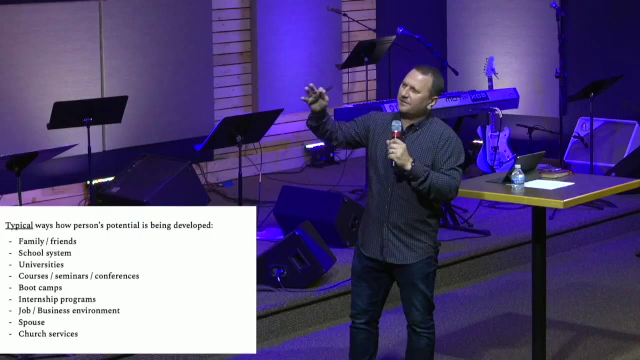 Typical ways how person's potential is being developed:
- Family / friends
- School system
- Universities
- Courses / seminars / conferences
- Boot camps
- Internship programs
- Job / Business environment
- Spouse
- Church services